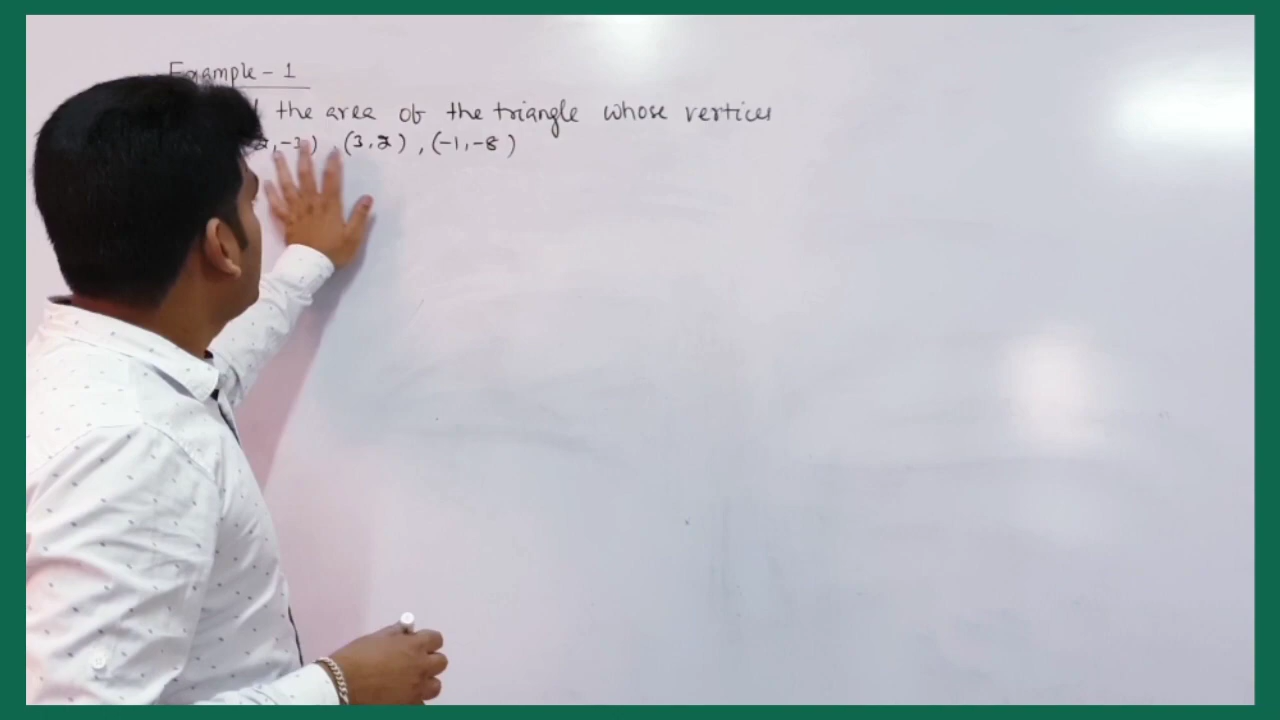 Example - 1
the area of the triangle whose vertices
, (3,2) , (-1,-8)